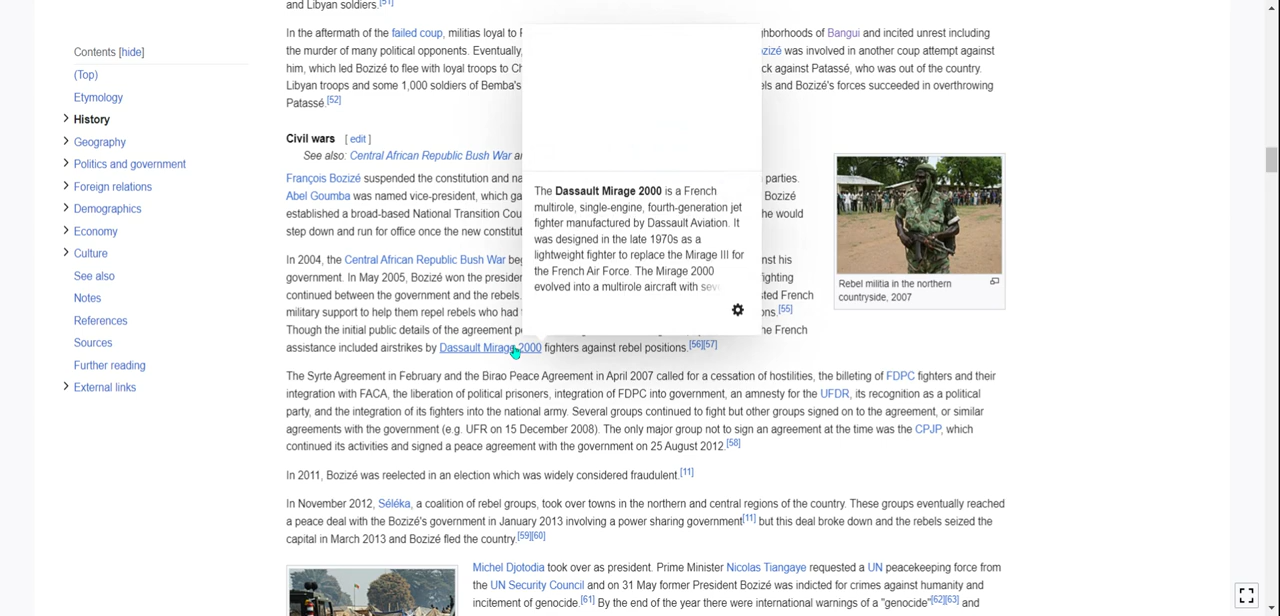 and Libyan soldiers.[51]
In the aftermath of the failed coup, militias loyal to
ghborhoods of Bangui and incited unrest including
the murder of many political opponents. Eventually,
ozizé was involved in another coup attempt against
him, which led Bozizé to flee with loyal troops to Ch
ck against Patassé, who was out of the country.
Libyan troops and some 1,000 soldiers of Bemba's
els and Bozizé's forces succeeded in overthrowing
Patassé.[52]
Contents [hide]
(Top)
Etymology
History
Geography
Politics and government
Foreign relations
Demographics
Economy
Culture
See also
Notes
References
Sources
Further reading
External links
Civil wars [ edit ]
See also: Central African Republic Bush War
François Bozizé suspended the constitution and na
parties.
Abel Goumba was named vice-president, which ga
Bozizé
established a broad-based National Transition Cou
he would
step down and run for office once the new constitut
In 2004, the Central African Republic Bush War beg
nst his
government. In May 2005, Bozizé won the presiden
fighting
continued between the government and the rebels.
sted French
military support to help them repel rebels who had
ons.[55]
Though the initial public details of the agreement
he French
assistance included airstrikes by Dassault Mirage 2000 fighters against rebel positions.[56][57]
The Dassault Mirage 2000 is a French
multirole, single-engine, fourth-generation jet
fighter manufactured by Dassault Aviation. It
was designed in the late 1970s as a
lightweight fighter to replace the Mirage III for
the French Air Force. The Mirage 2000
evolved into a multirole aircraft with seve
Rebel militia in the northern
countryside, 2007
The Syrte Agreement in February and the Birao Peace Agreement in April 2007 called for a cessation of hostilities, the billeting of FDPC fighters and their
integration with FACA, the liberation of political prisoners, integration of FDPC into government, an amnesty for the UFDR, its recognition as a political
party, and the integration of its fighters into the national army. Several groups continued to fight but other groups signed on to the agreement, or similar
agreements with the government (e.g. UFR on 15 December 2008). The only major group not to sign an agreement at the time was the CPJP, which
continued its activities and signed a peace agreement with the government on 25 August 2012.[58]
In 2011, Bozizé was reelected in an election which was widely considered fraudulent.[11]
In November 2012, Séléka, a coalition of rebel groups, took over towns in the northern and central regions of the country. These groups eventually reached
a peace deal with the Bozizé's government in January 2013 involving a power sharing government[11] but this deal broke down and the rebels seized the
capital in March 2013 and Bozizé fled the country.[59][60]
Michel Djotodia took over as president. Prime Minister Nicolas Tiangaye requested a UN peacekeeping force from
the UN Security Council and on 31 May former President Bozizé was indicted for crimes against humanity and
incitement of genocide.[61] By the end of the year there were international warnings of a "genocide"[62][63] and